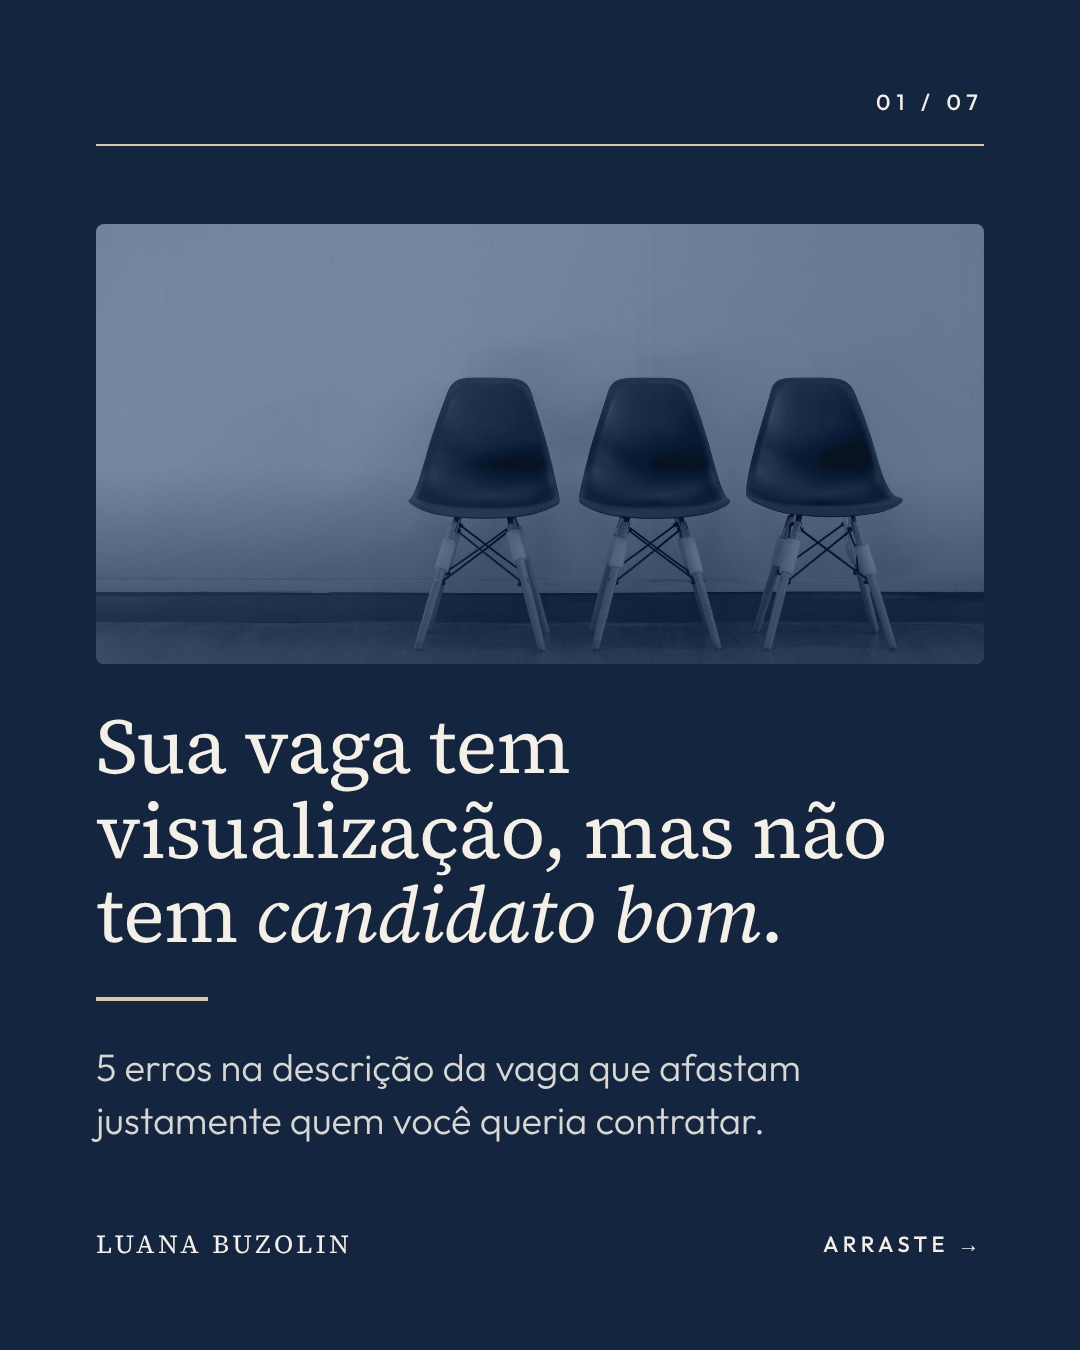 01 / 07
Sua vaga tem
visualização, mas não
tem candidato bom.
5 erros na descrição da vaga que afastam
justamente quem você queria contratar.
LUANA BUZOLIN
ARRASTE →